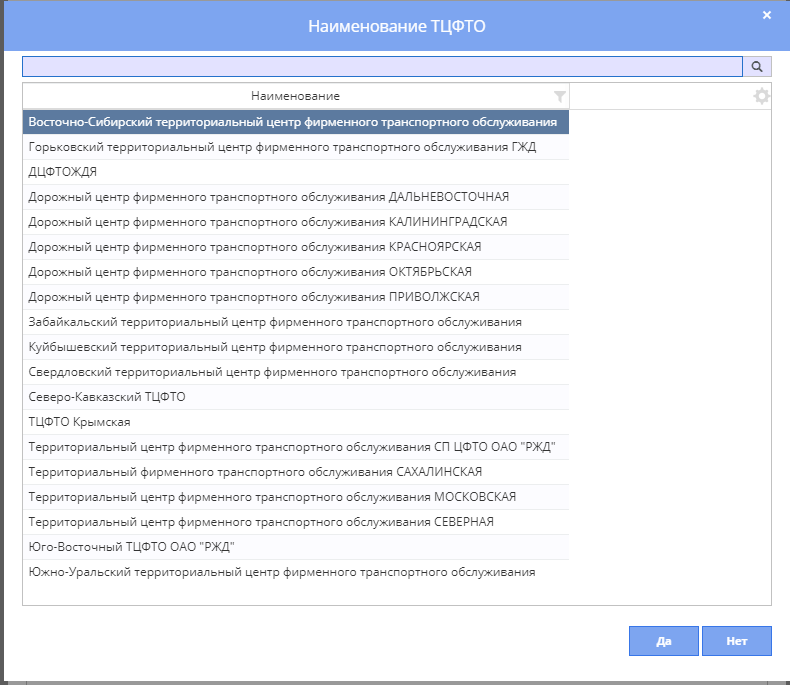 Наименование ТЦФТО
Наименование
Восточно-Сибирский территориальный центр фирменного транспортного обслуживания
Горьковский территориальный центр фирменного транспортного обслуживания ГЖД
ДЦФТОЖДЯ
Дорожный центр фирменного транспортного обслуживания ДАЛЬНЕВОСТОЧНАЯ
Дорожный центр фирменного транспортного обслуживания КАЛИНИНГРАДСКАЯ
Дорожный центр фирменного транспортного обслуживания КРАСНОЯРСКАЯ
Дорожный центр фирменного транспортного обслуживания ОКТЯБРЬСКАЯ
Дорожный центр фирменного транспортного обслуживания ПРИВОЛЖСКАЯ
Забайкальский территориальный центр фирменного транспортного обслуживания
Куйбышевский территориальный центр фирменного транспортного обслуживания
Свердловский территориальный центр фирменного транспортного обслуживания
Северо-Кавказский ТЦФТО
ТЦФТО Крымская
Территориальный центр фирменного транспортного обслуживания СП ЦФТО ОАО "РЖД"
Территориальный фирменного транспортного обслуживания САХАЛИНСКАЯ
Территориальный центр фирменного транспортного обслуживания МОСКОВСКАЯ
Территориальный центр фирменного транспортного обслуживания СЕВЕРНАЯ
Юго-Восточный ТЦФТО ОАО "РЖД"
Южно-Уральский территориальный центр фирменного транспортного обслуживания
Да Нет